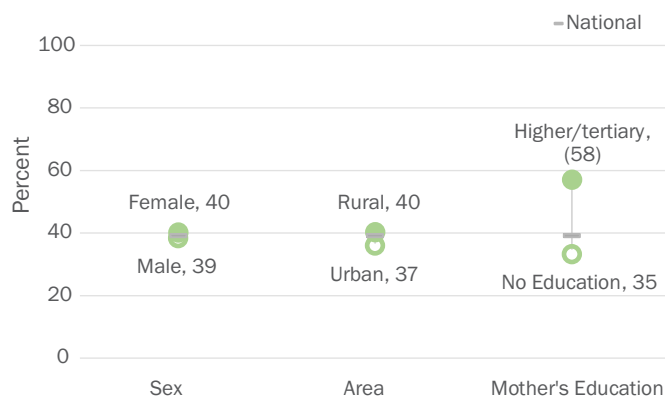 National
100
80
60
40
20
0
Percent
Higher/tertiary,
(58)
Female, 40
Rural, 40
Male, 39
Urban, 37
No Education, 35
Sex
Area
Mother's Education